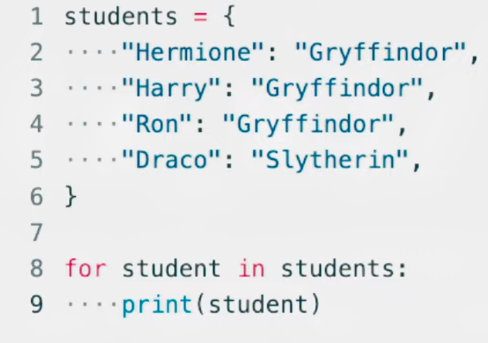 1 students = {
2 ····"Hermione": "Gryffindor",
3 ····"Harry": "Gryffindor",
4 ····"Ron": "Gryffindor",
5 ····"Draco": "Slytherin",
6 }
7
8 for student in students:
9 ····print(student)